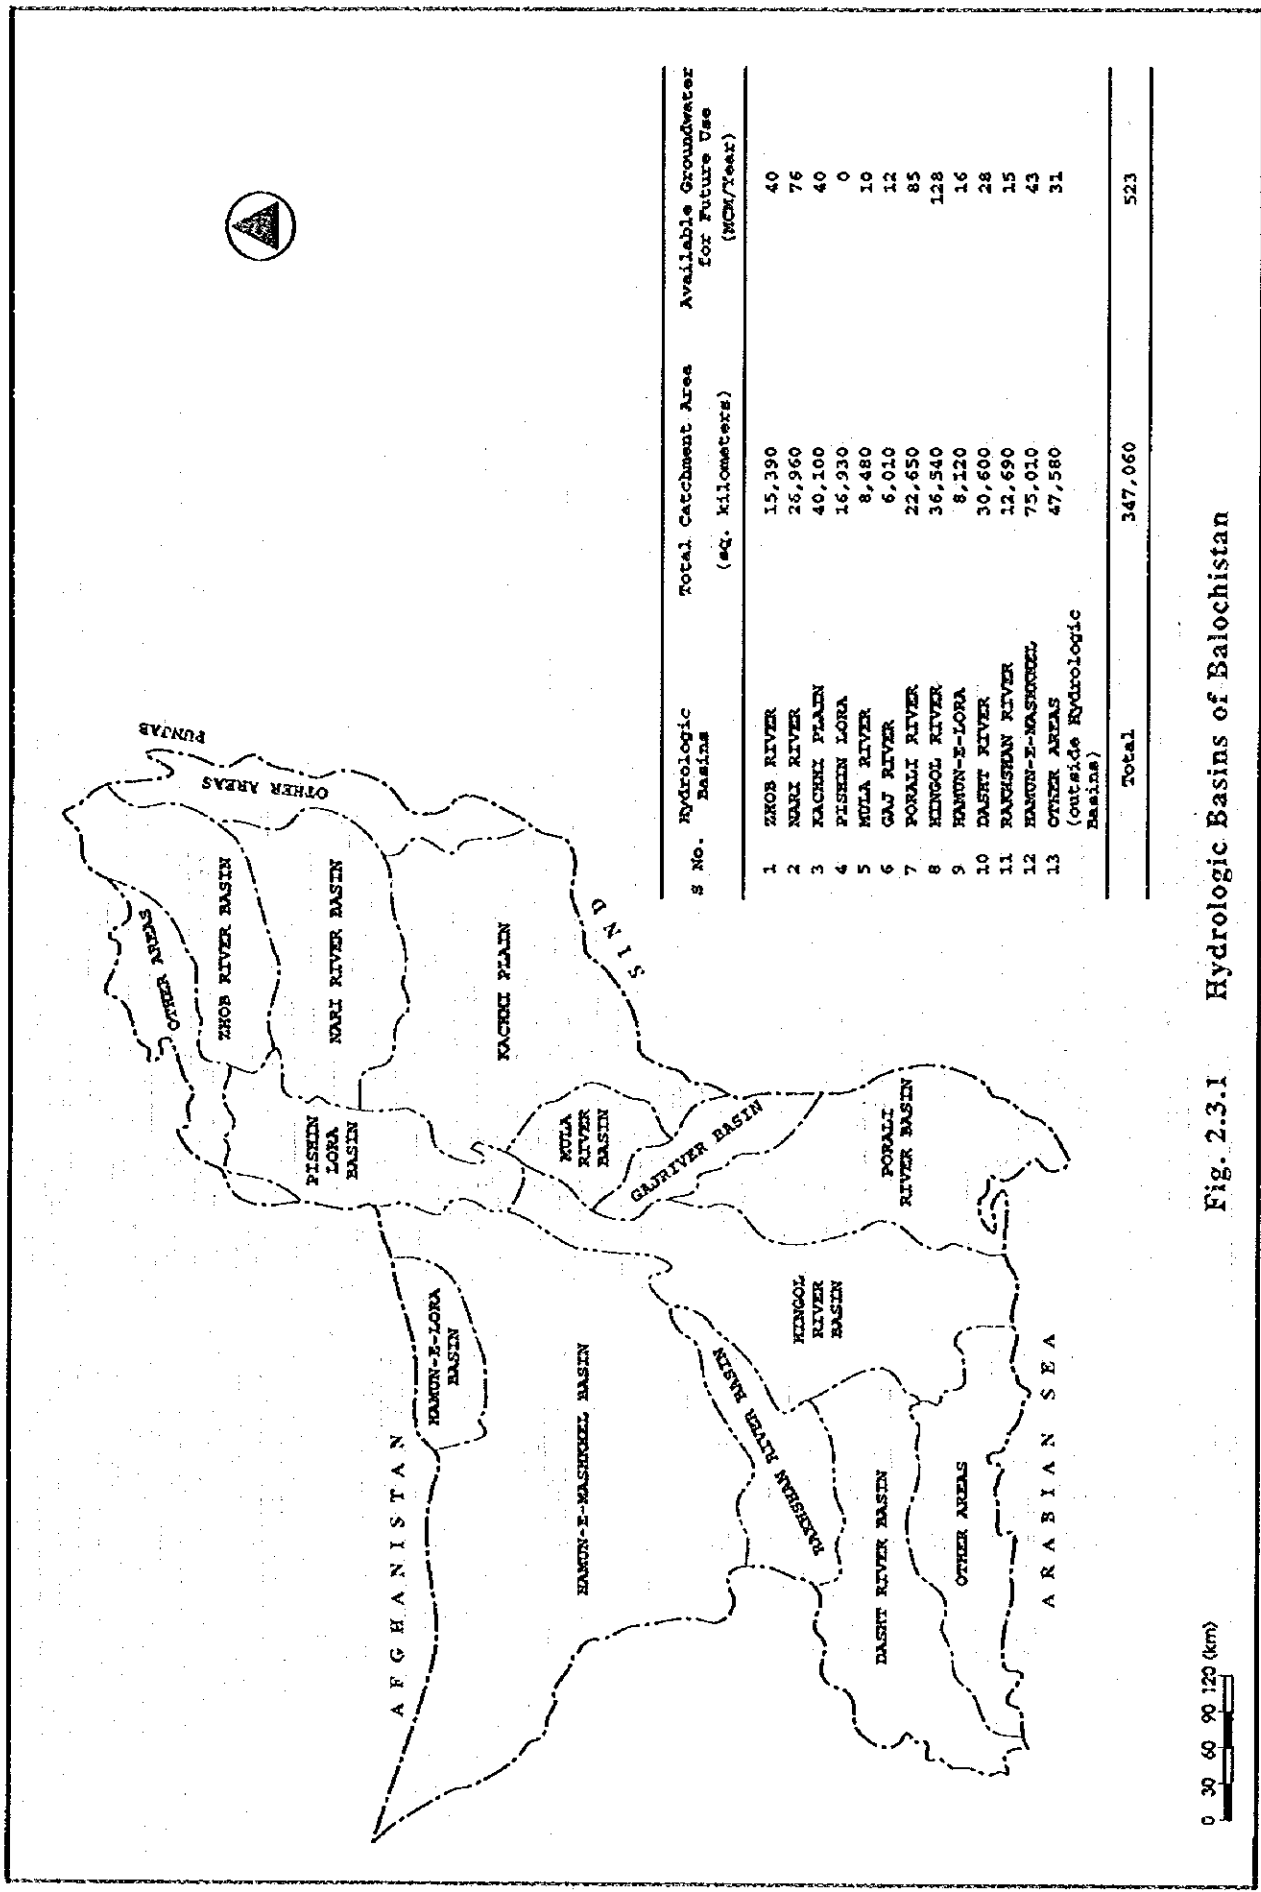 PUNJAB
OTHER AREAS
OTHER AREAS
ZHOB RIVER BASIN
NARI RIVER BASIN
KACHHI PLAIN
SIND
PISHIN
LORA
BASIN
MULA
RIVER
BASIN
GAJRIVER BASIN
PORALI
RIVER BASIN
AFGHANISTAN
HAMUN-E-LORA
BASIN
HAMUN-E-MASHKHEL BASIN
RAKHSHAN RIVER BASIN
HINGOL
RIVER
BASIN
DASHT RIVER BASIN
OTHER AREAS
ARABIAN SEA
S No. Hydrologic Total Catchment Area Available Groundwater
Basins for Future Use
(sq. kilometers) (MCM/Year)
1 ZHOB RIVER 15,390 40
2 NARI RIVER 26,960 76
3 KACHHI PLAIN 40,100 40
4 PISHIN LORA 16,930 0
5 MULA RIVER 8,480 10
6 GAJ RIVER 6,010 12
7 PORALI RIVER 22,650 85
8 HINGOL RIVER 36,540 128
9 HAMUN-E-LORA 8,120 16
10 DASHT RIVER 30,600 28
11 RAKHSHAN RIVER 12,690 15
12 HAMUN-E-MASHKHEL 75,010 43
13 OTHER AREAS 47,580 31
(outside Hydrologic
Basins)
Total 347,060 523
0 30 60 90 120 (km)
Fig. 2.3.1 Hydrologic Basins of Balochistan